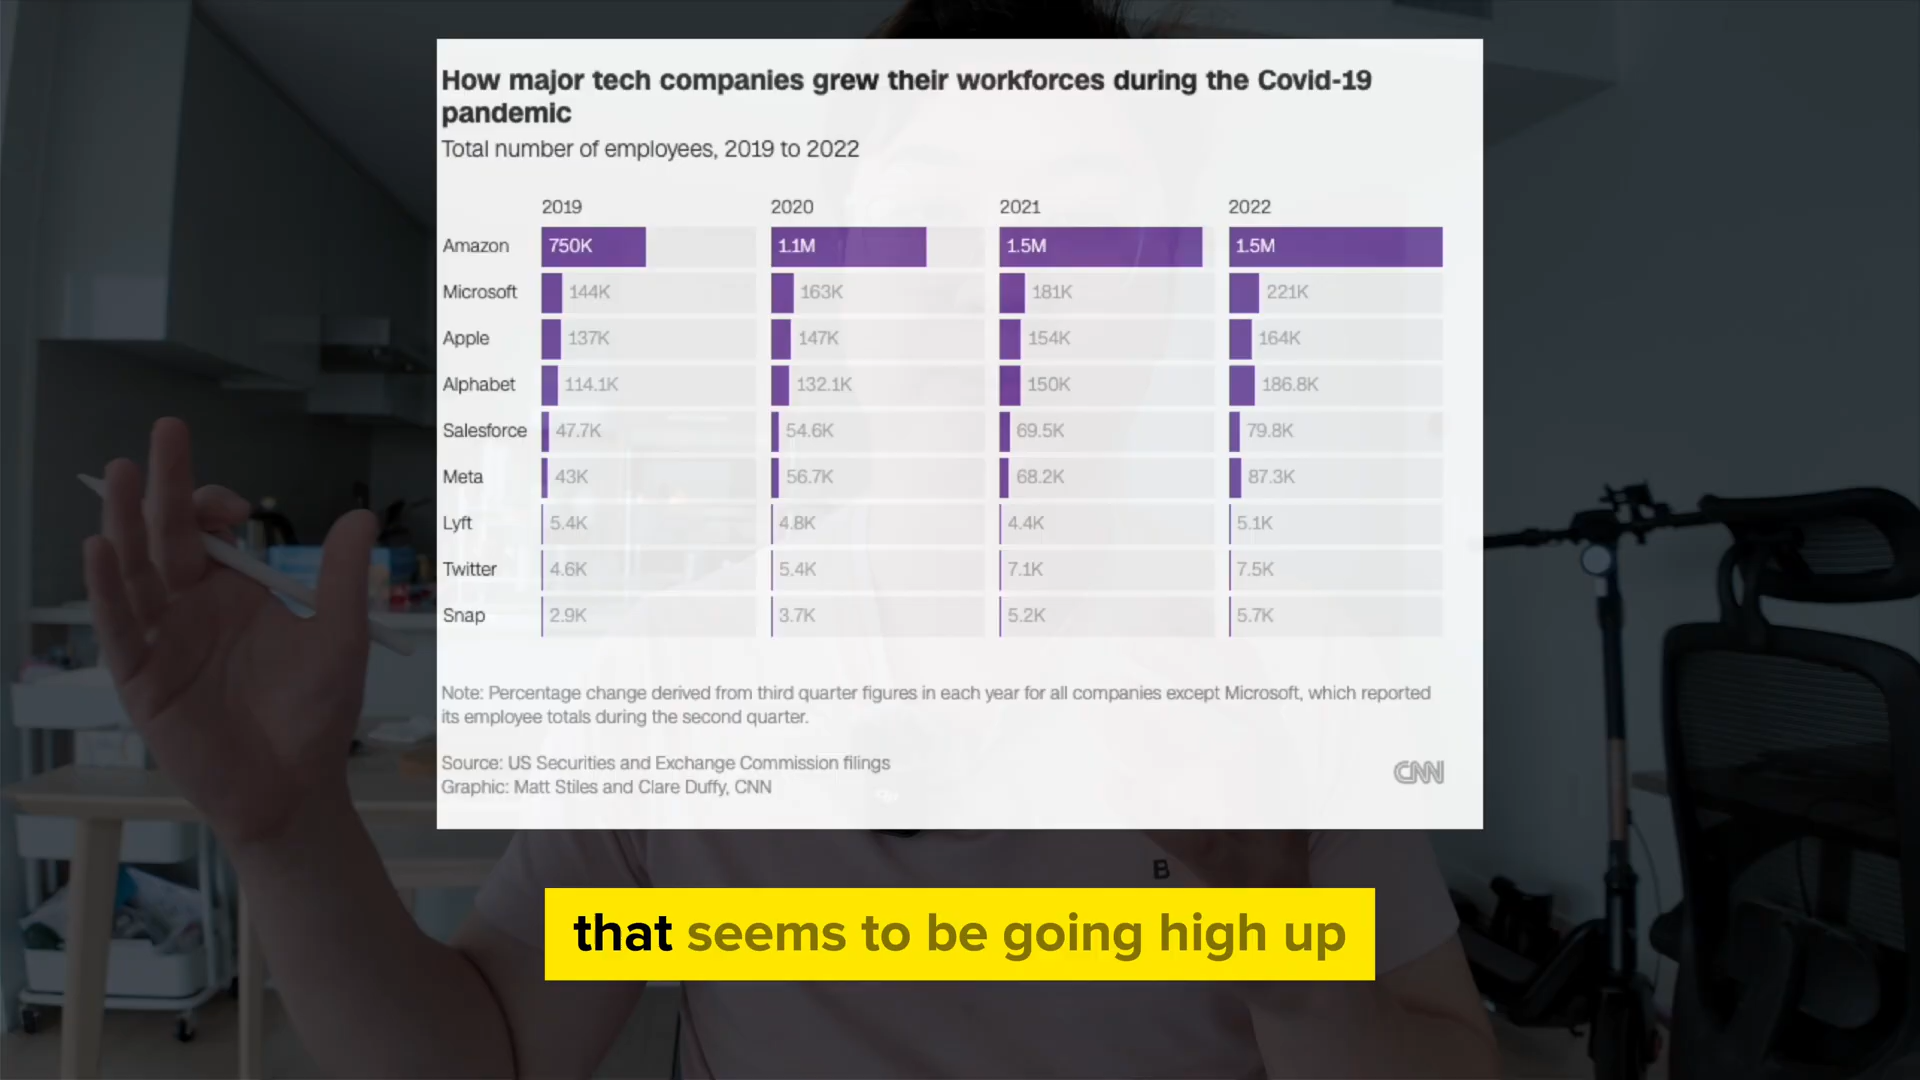 How major tech companies grew their workforces during the Covid-19
pandemic
Total number of employees, 2019 to 2022
2019 2020 2021 2022
Amazon 750K 1.1M 1.5M 1.5M
Microsoft 144K 163K 181K 221K
Apple 137K 147K 154K 164K
Alphabet 114.1K 132.1K 150K 186.8K
Salesforce 47.7K 54.6K 69.5K 79.8K
Meta 43K 56.7K 68.2K 87.3K
Lyft 5.4K 4.8K 4.4K 5.1K
Twitter 4.6K 5.4K 7.1K 7.5K
Snap 2.9K 3.7K 5.2K 5.7K
Note: Percentage change derived from third quarter figures in each year for all companies except Microsoft, which reported
its employee totals during the second quarter.
Source: US Securities and Exchange Commission filings
Graphic: Matt Stiles and Clare Duffy, CNN
CNN
B
that seems to be going high up